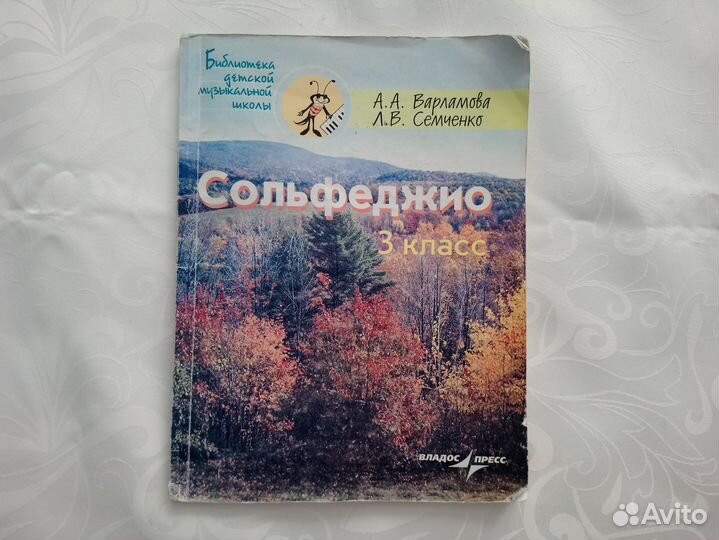 Библиотека
детской
музыкальной
школы
А.А. Варламова
Л.В. Семченко
Сольфеджио
3 класс
ВЛАДОС ПРЕСС
Avito